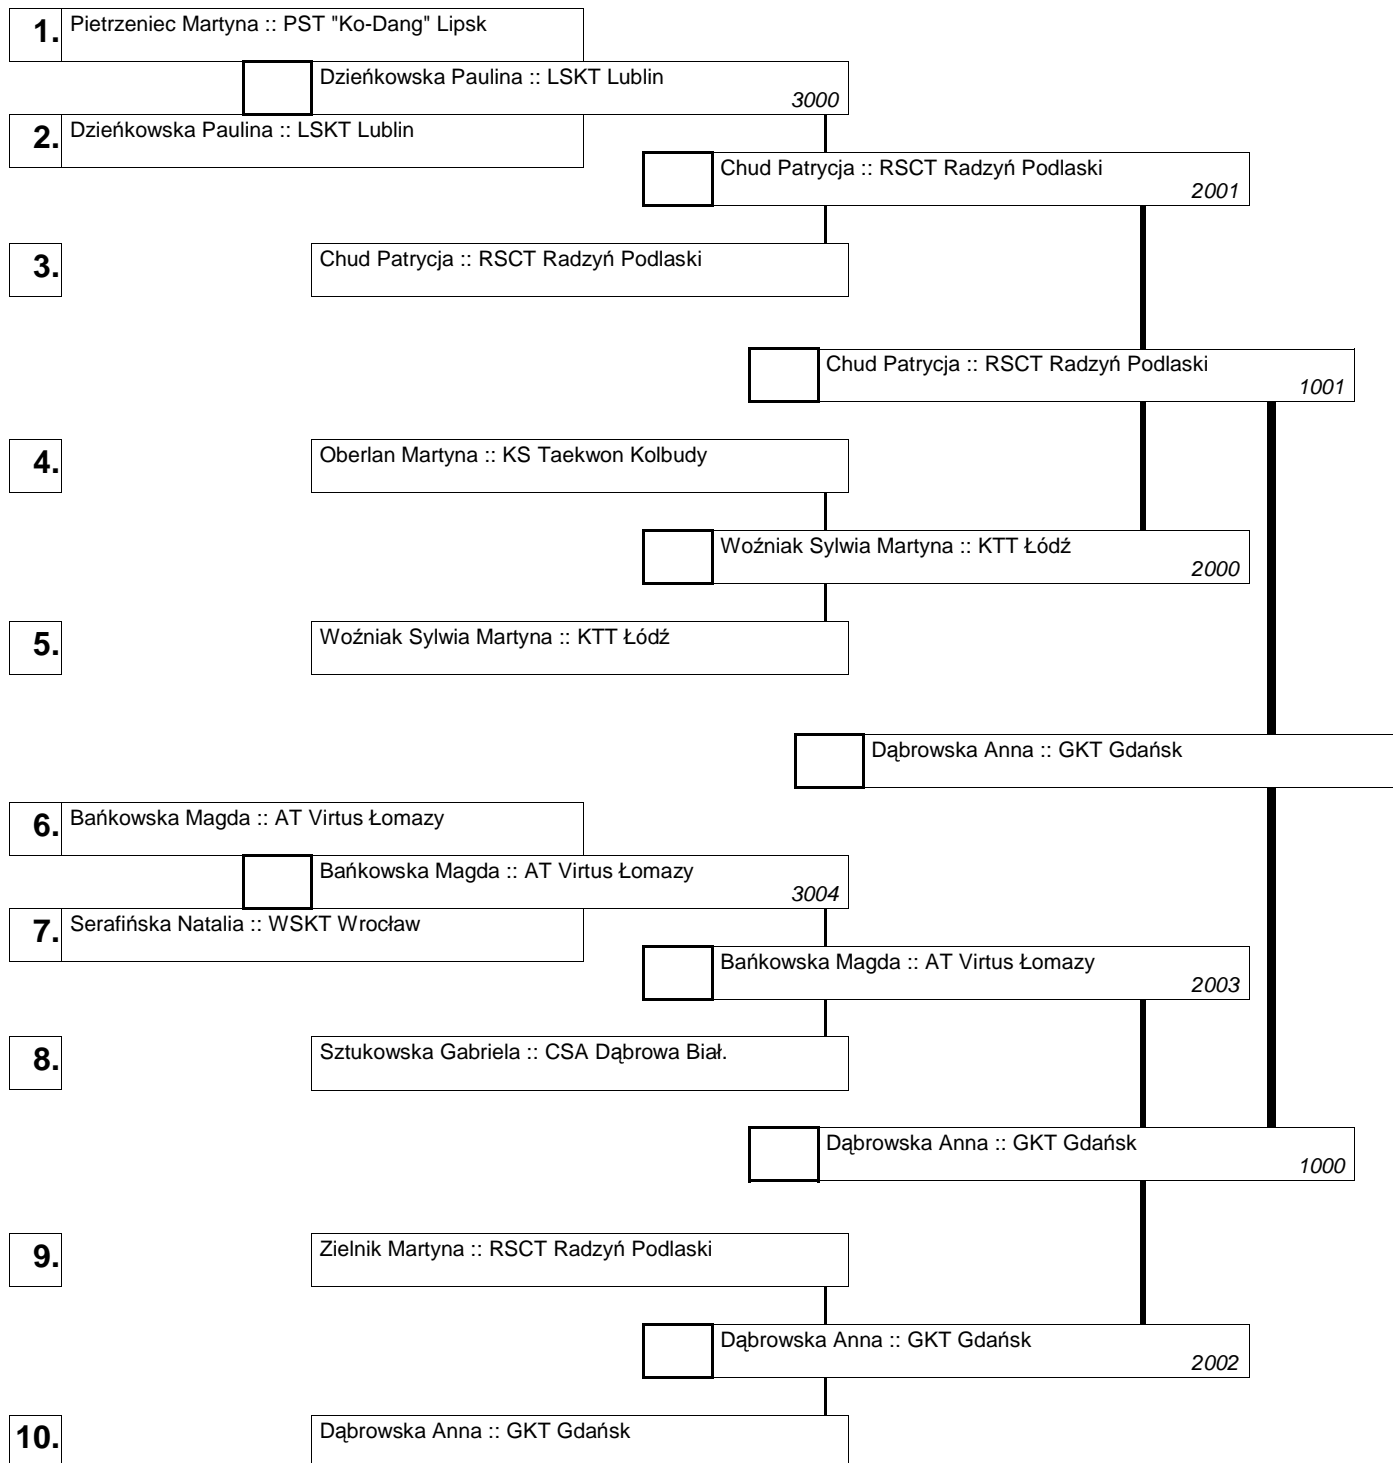 1. Pietrzeniec Martyna :: PST "Ko-Dang" Lipsk
Dzieńkowska Paulina :: LSKT Lublin
3000
2. Dzieńkowska Paulina :: LSKT Lublin
Chud Patrycja :: RSCT Radzyń Podlaski
2001
3. Chud Patrycja :: RSCT Radzyń Podlaski
Chud Patrycja :: RSCT Radzyń Podlaski
1001
4. Oberlan Martyna :: KS Taekwon Kolbudy
Woźniak Sylwia Martyna :: KTT Łódź
2000
5. Woźniak Sylwia Martyna :: KTT Łódź
Dąbrowska Anna :: GKT Gdańsk
6. Bańkowska Magda :: AT Virtus Łomazy
Bańkowska Magda :: AT Virtus Łomazy
3004
7. Serafińska Natalia :: WSKT Wrocław
Bańkowska Magda :: AT Virtus Łomazy
2003
8. Sztukowska Gabriela :: CSA Dąbrowa Biał.
Dąbrowska Anna :: GKT Gdańsk
1000
9. Zielnik Martyna :: RSCT Radzyń Podlaski
Dąbrowska Anna :: GKT Gdańsk
2002
10. Dąbrowska Anna :: GKT Gdańsk